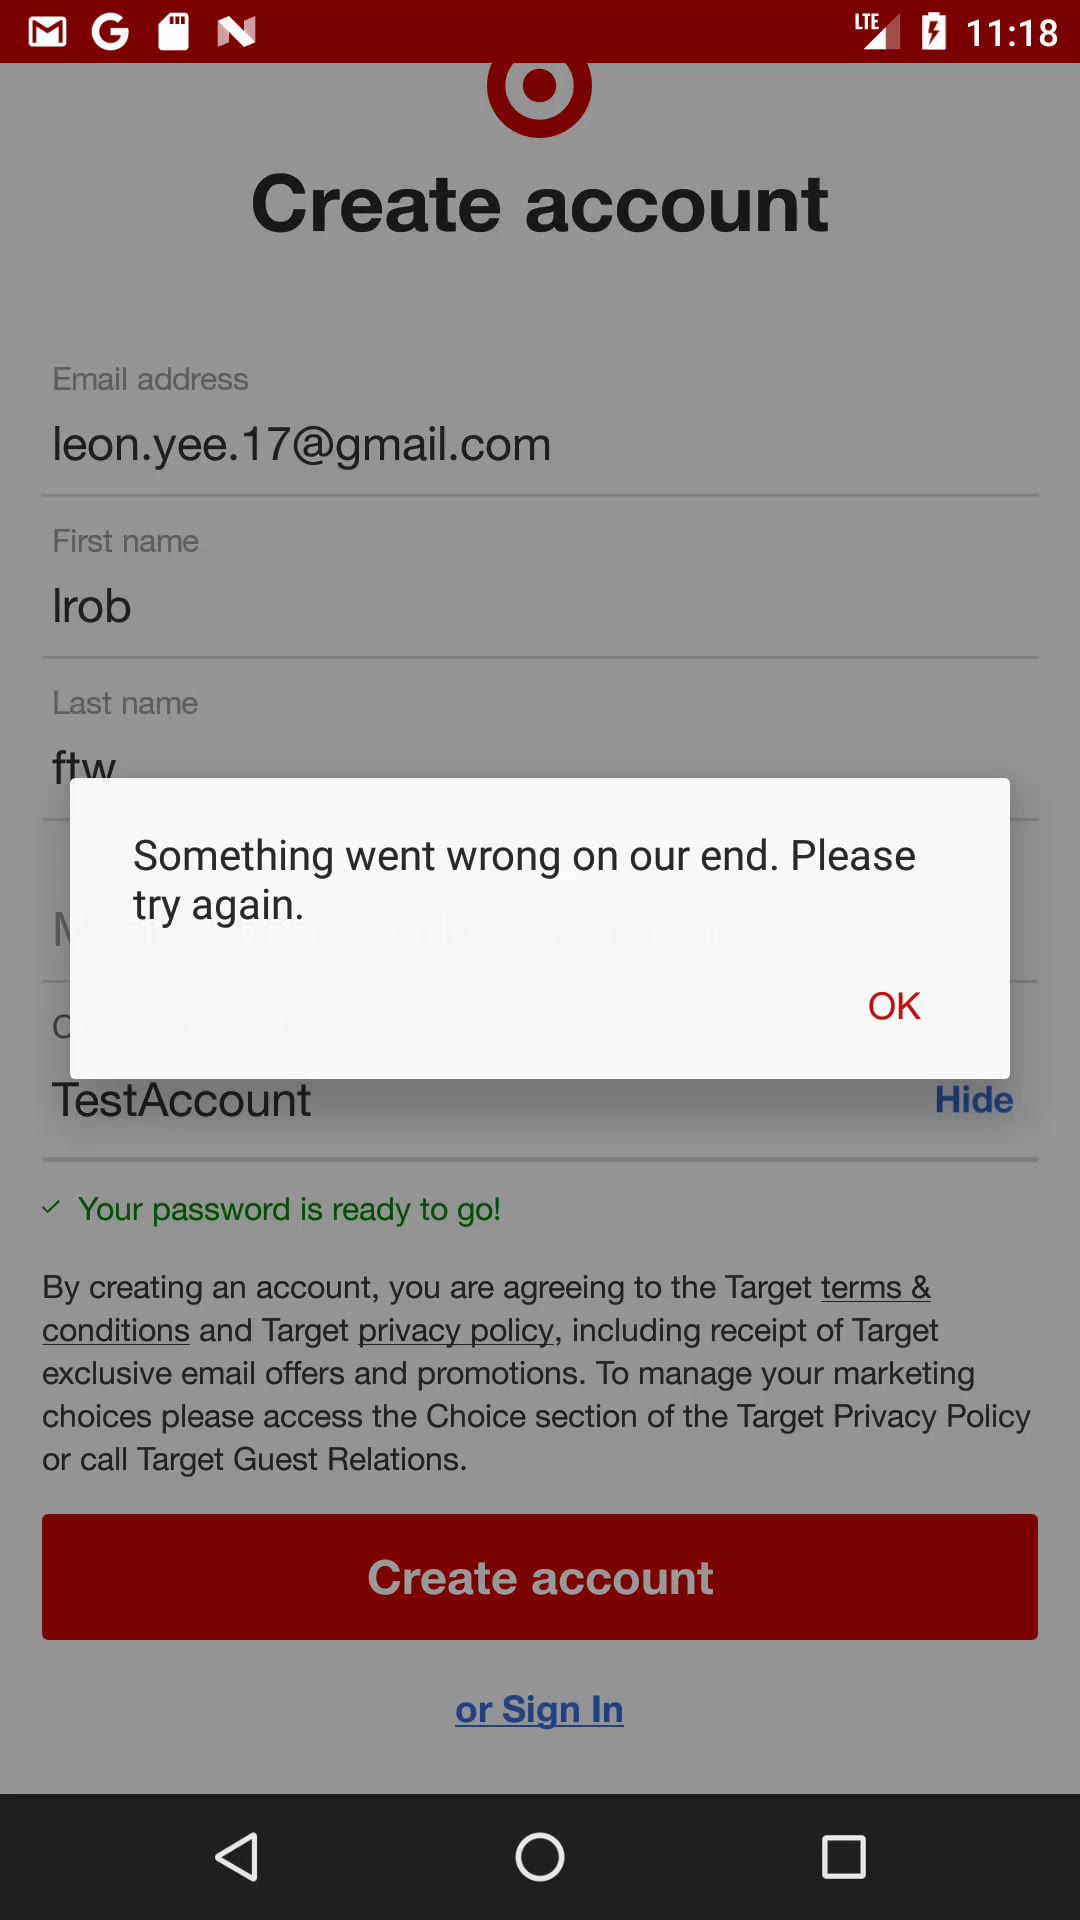 LTE 11:18
Create account
Email address
leon.yee.17@gmail.com
First name
lrob
Last name
ftw
Something went wrong on our end. Please
try again.
OK
TestAccount
Hide
Your password is ready to go!
By creating an account, you are agreeing to the Target terms &
conditions and Target privacy policy, including receipt of Target
exclusive email offers and promotions. To manage your marketing
choices please access the Choice section of the Target Privacy Policy
or call Target Guest Relations.
Create account
or Sign In